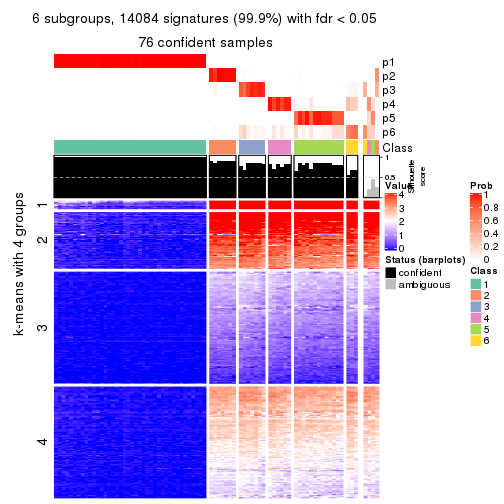 6 subgroups, 14084 signatures (99.9%) with fdr < 0.05
76 confident samples
p1
p2
p3
p4
p5
p6
Class
1
0.5
0
Silhouette
score
k-means with 4 groups
1
2
3
4
Value
4
3
2
1
0
Status (barplots)
confident
ambiguous
Prob
1
0.8
0.6
0.4
0.2
0
Class
1
2
3
4
5
6